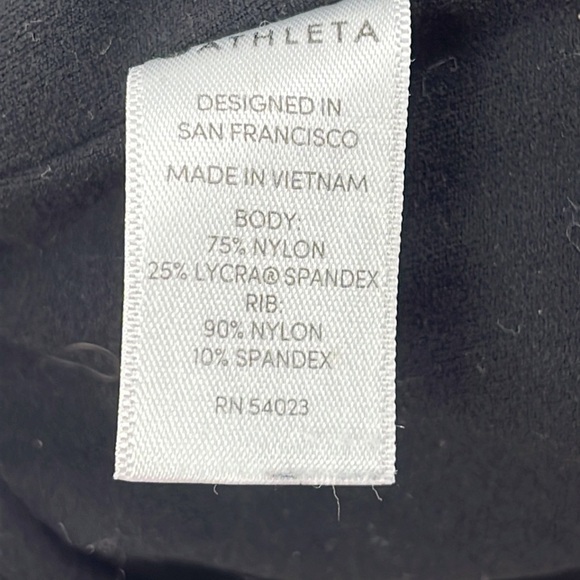 ATHLETA
DESIGNED IN
SAN FRANCISCO
MADE IN VIETNAM
BODY:
75% NYLON
25% LYCRA® SPANDEX
RIB:
90% NYLON
10% SPANDEX
RN 54023